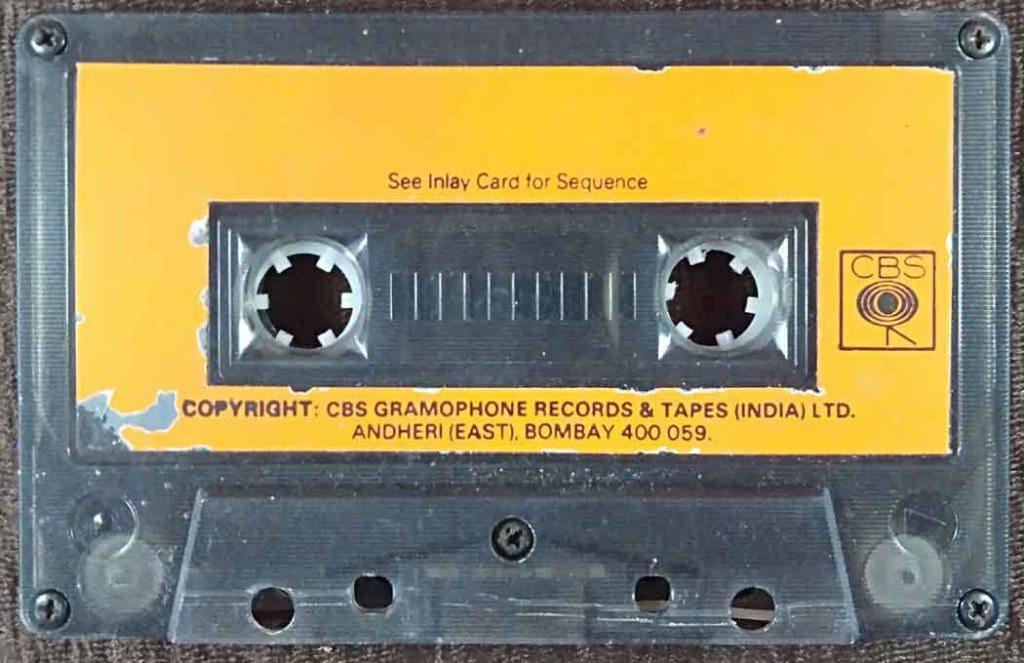 See Inlay Card for Sequence
CBS
COPYRIGHT: CBS GRAMOPHONE RECORDS & TAPES (INDIA) LTD.
ANDHERI (EAST), BOMBAY 400 059.